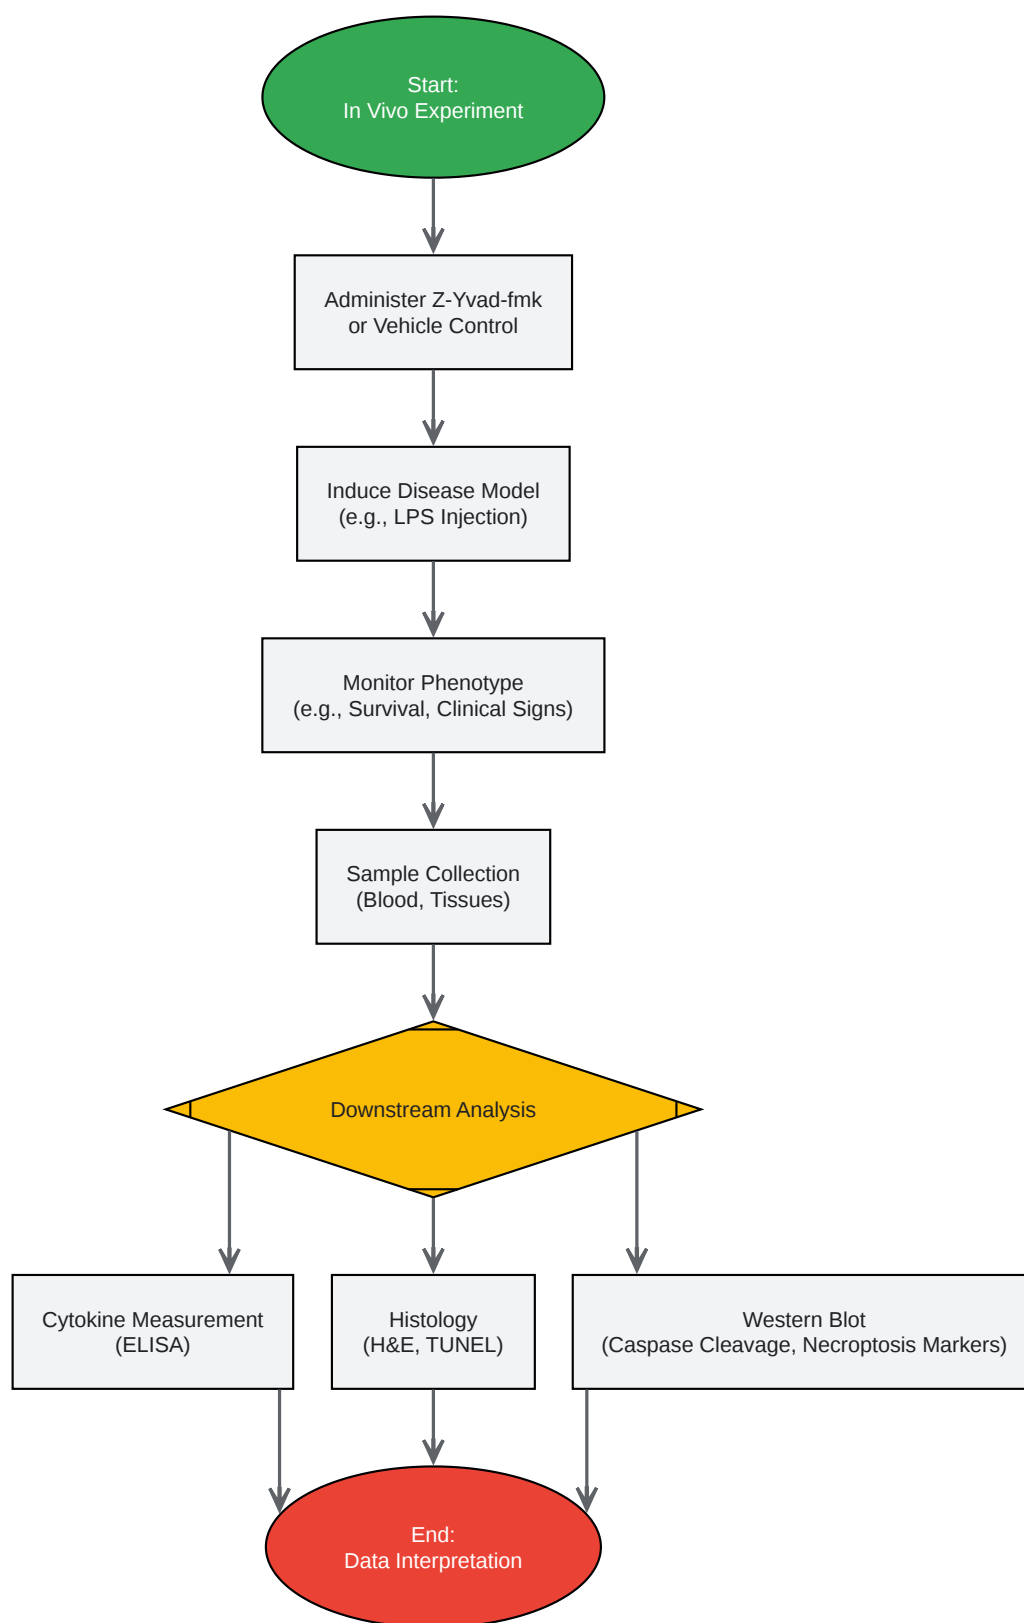 Start:
In Vivo Experiment
Administer Z-Yvad-fmk
or Vehicle Control
Induce Disease Model
(e.g., LPS Injection)
Monitor Phenotype
(e.g., Survival, Clinical Signs)
Sample Collection
(Blood, Tissues)
Downstream Analysis
Cytokine Measurement
(ELISA)
Histology
(H&E, TUNEL)
Western Blot
(Caspase Cleavage, Necroptosis Markers)
End:
Data Interpretation